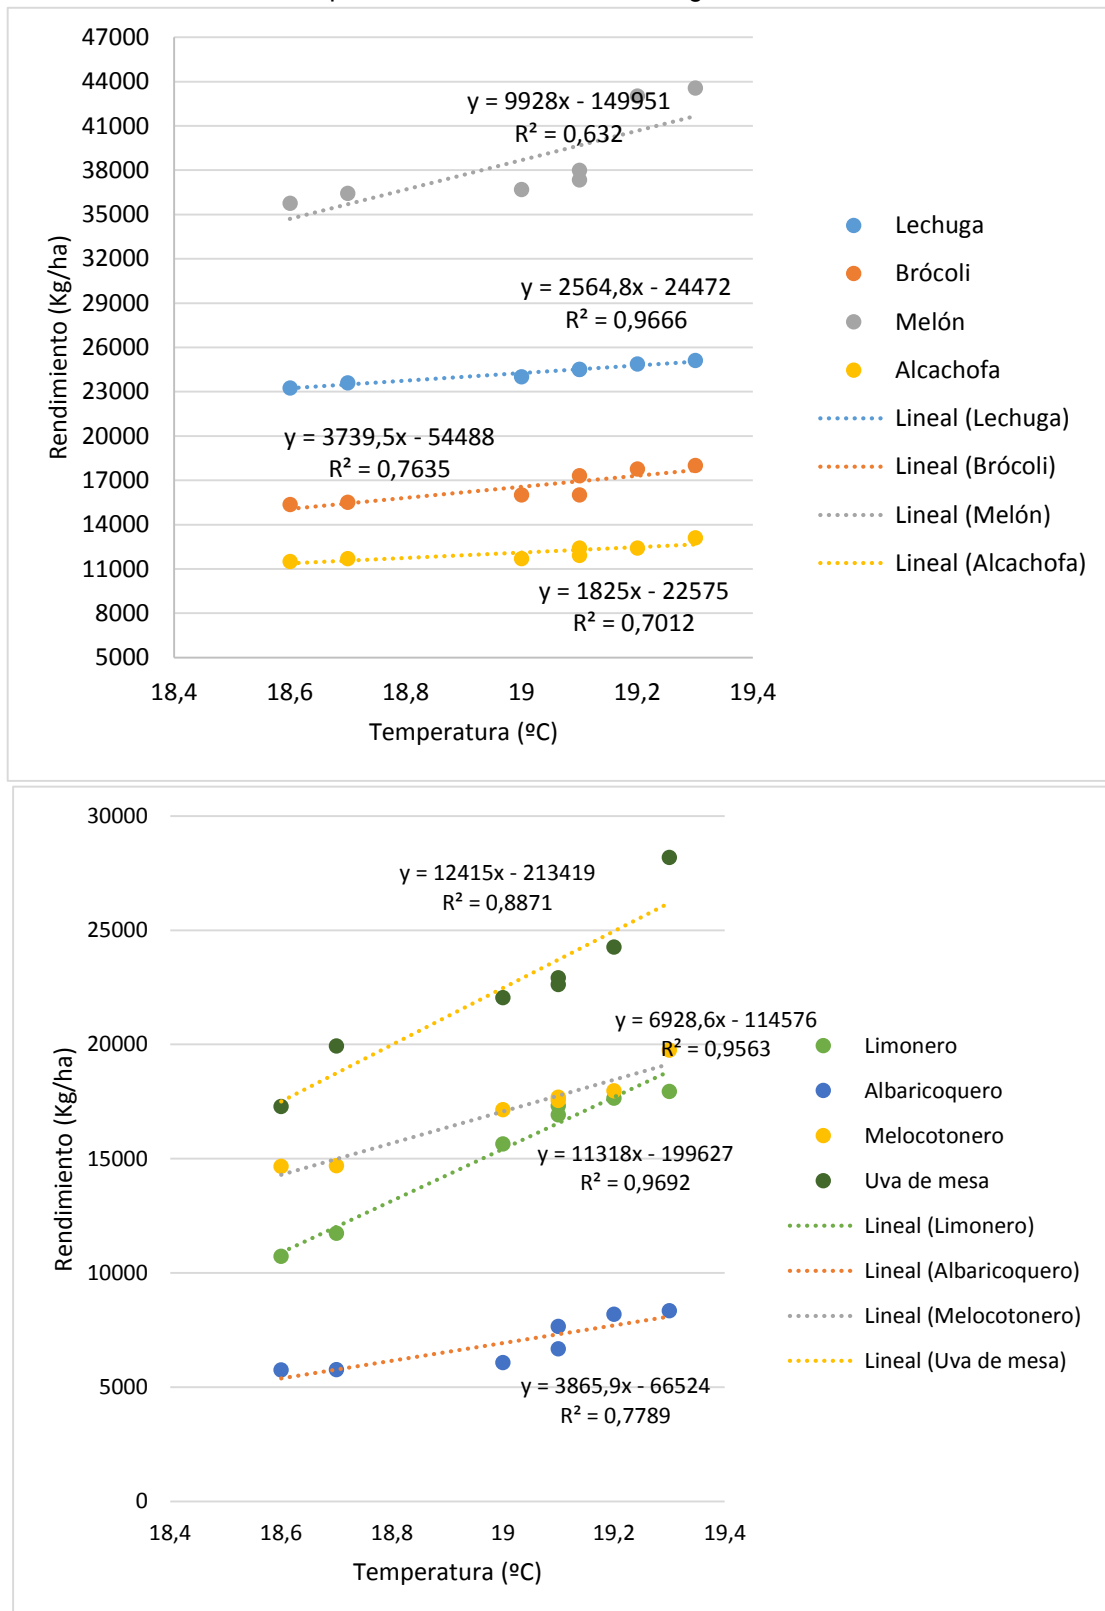 47000
44000
41000
38000
35000
32000
29000
26000
23000
20000
17000
14000
11000
8000
5000
18,4
18,6
18,8
19
19,2
19,4
Rendimiento (Kg/ha)
Temperatura (ºC)
y = 9928x - 149951
R² = 0,632
y = 2564,8x - 24472
R² = 0,9666
y = 3739,5x - 54488
R² = 0,7635
y = 1825x - 22575
R² = 0,7012
Lechuga
Brócoli
Melón
Alcachofa
Lineal (Lechuga)
Lineal (Brócoli)
Lineal (Melón)
Lineal (Alcachofa)
30000
25000
20000
15000
10000
5000
0
18,4
18,6
18,8
19
19,2
19,4
Rendimiento (Kg/ha)
Temperatura (ºC)
y = 12415x - 213419
R² = 0,8871
y = 6928,6x - 114576
R² = 0,9563
y = 11318x - 199627
R² = 0,9692
y = 3865,9x - 66524
R² = 0,7789
Limonero
Albaricoquero
Melocotonero
Uva de mesa
Lineal (Limonero)
Lineal (Albaricoquero)
Lineal (Melocotonero)
Lineal (Uva de mesa)